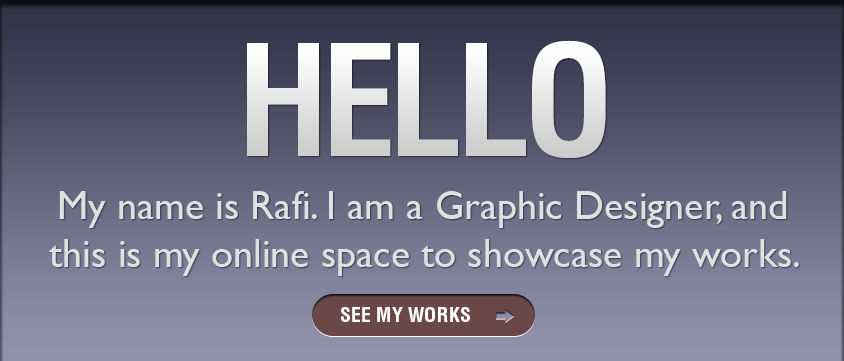 HELLO
My name is Rafi. I am a Graphic Designer, and
this is my online space to showcase my works.
SEE MY WORKS